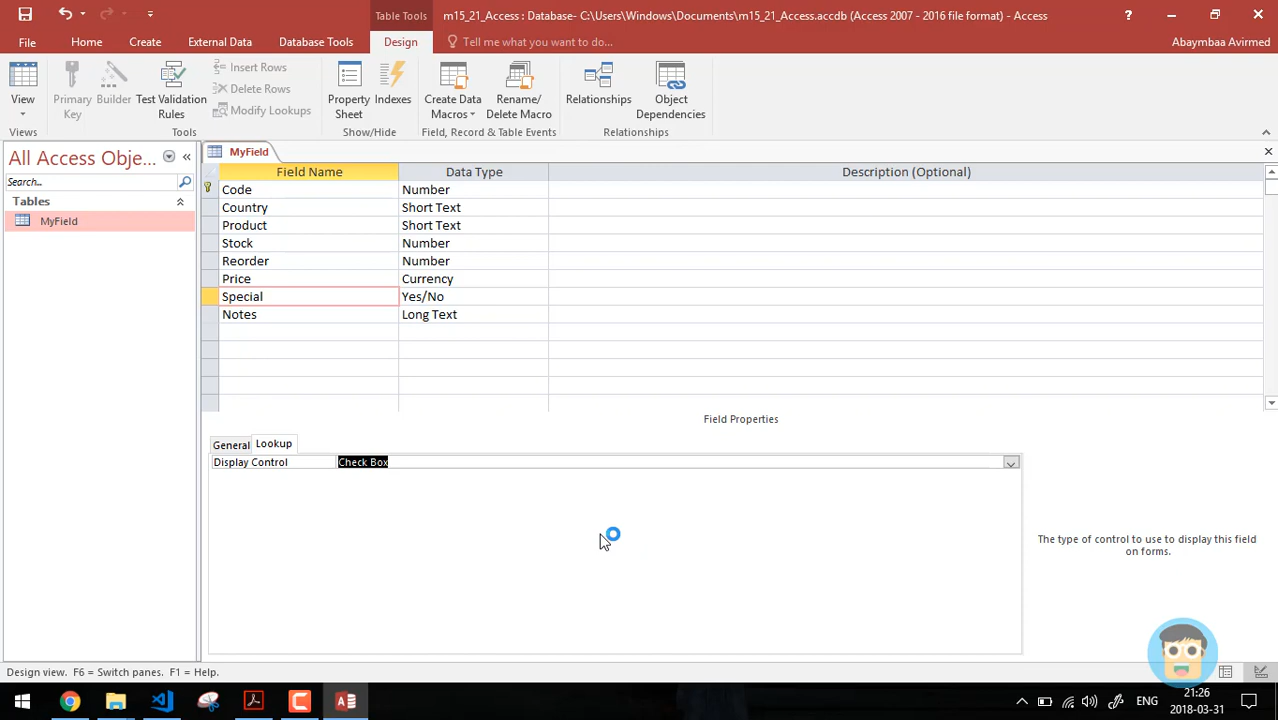 Table Tools
m15_21_Access : Database- C:\Users\Windows\Documents\m15_21_Access.accdb (Access 2007 - 2016 file format) - Access
?
File
Home
Create
External Data
Database Tools
Design
Tell me what you want to do...
Abaymbaa Avirmed
View
Primary Key
Builder
Test Validation Rules
Insert Rows
Delete Rows
Modify Lookups
Property Sheet
Indexes
Create Data Macros
Rename/ Delete Macro
Relationships
Object Dependencies
Views
Tools
Show/Hide
Field, Record & Table Events
Relationships
All Access Obje...
Search...
Tables
MyField
MyField
Field Name Data Type Description (Optional)
Code Number
Country Short Text
Product Short Text
Stock Number
Reorder Number
Price Currency
Special Yes/No
Notes Long Text
Field Properties
General Lookup
Display Control Check Box
The type of control to use to display this field
on forms.
Design view. F6 = Switch panes. F1 = Help.
ENG
21:26
2018-03-31